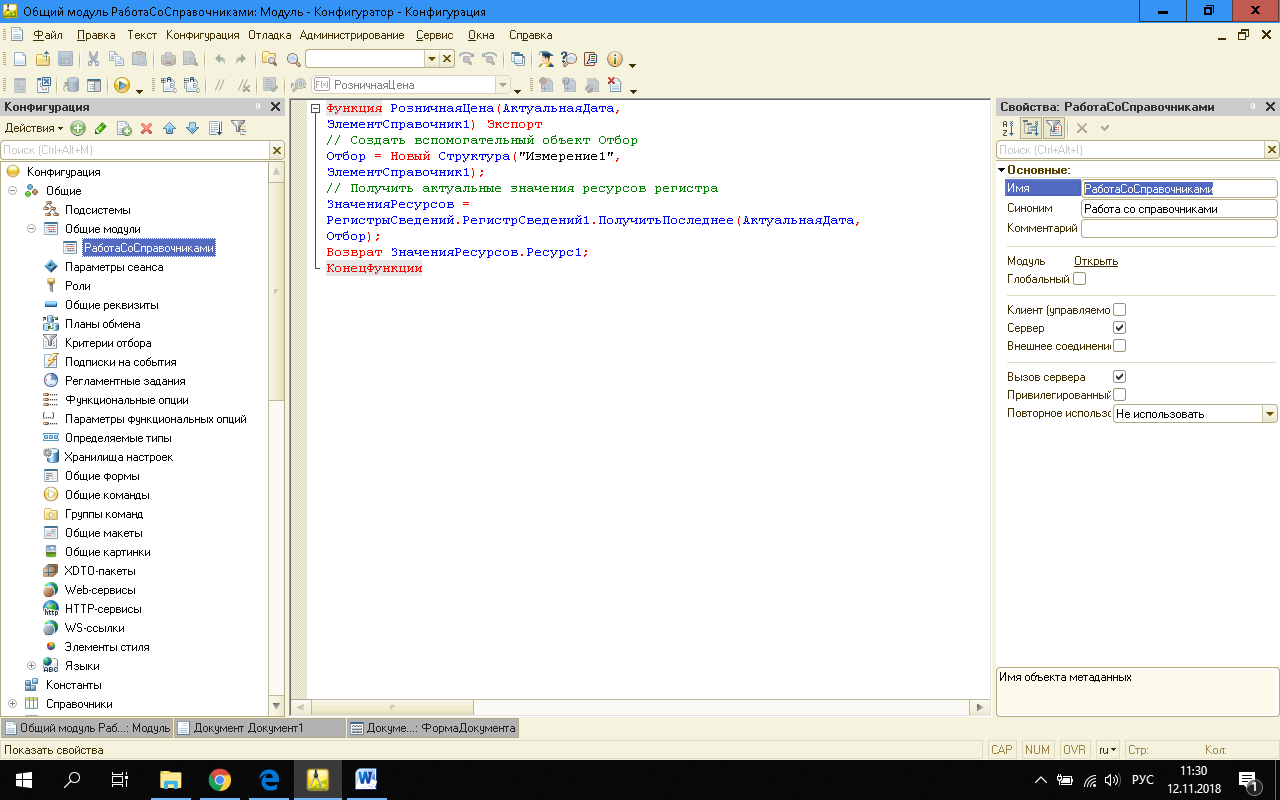 Общий модуль РаботаСоСправочниками: Модуль - Конфигуратор - Конфигурация
Файл Правка Текст Конфигурация Отладка Администрирование Сервис Окна Справка
РозничнаяЦена
Конфигурация
Действия
Поиск (Ctrl+Alt+M)
Конфигурация
Общие
Подсистемы
Общие модули
РаботаСоСправочниками
Параметры сеанса
Роли
Общие реквизиты
Планы обмена
Критерии отбора
Подписки на события
Регламентные задания
Функциональные опции
Параметры функциональных опций
Определяемые типы
Хранилища настроек
Общие формы
Общие команды
Группы команд
Общие макеты
Общие картинки
XDTO-пакеты
Web-сервисы
HTTP-сервисы
WS-ссылки
Элементы стиля
Языки
Константы
Справочники
Функция РозничнаяЦена(АктуальнаяДата,
ЭлементСправочник1) Экспорт
// Создать вспомогательный объект Отбор
Отбор = Новый Структура("Измерение1",
ЭлементСправочник1);
// Получить актуальные значения ресурсов регистра
ЗначенияРесурсов =
РегистрыСведений.РегистрСведений1.ПолучитьПоследнее(АктуальнаяДата,
Отбор);
Возврат ЗначенияРесурсов.Ресурс1;
КонецФункции
Свойства: РаботаСоСправочниками
Поиск (Ctrl+Alt+I)
Основные:
Имя РаботаСоСправочниками
Синоним Работа со справочниками
Комментарий
Модуль Открыть
Глобальный
Клиент (управляемо
Сервер
Внешнее соединени
Вызов сервера
Привилегированный
Повторное использо Не использовать
Имя объекта метаданных
Общий модуль Раб...: Модуль Документ Документ1 Докуме...: ФормаДокумента
Показать свойства CAP NUM OVR ru Стр: Кол:
РУС 11:30
12.11.2018
1